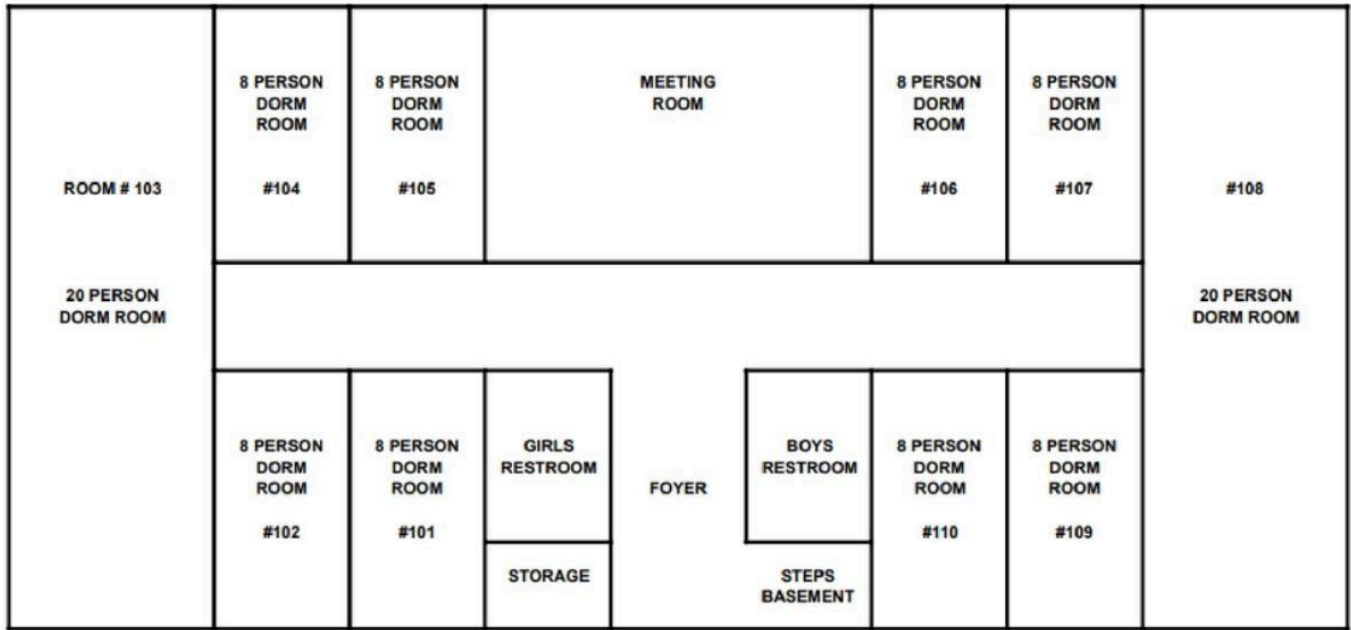 8 PERSON
DORM
ROOM
#104
8 PERSON
DORM
ROOM
#105
MEETING
ROOM
8 PERSON
DORM
ROOM
#106
8 PERSON
DORM
ROOM
#107
ROOM # 103
20 PERSON
DORM ROOM
#108
20 PERSON
DORM ROOM
8 PERSON
DORM
ROOM
#102
8 PERSON
DORM
ROOM
#101
GIRLS
RESTROOM
STORAGE
FOYER
BOYS
RESTROOM
STEPS
BASEMENT
8 PERSON
DORM
ROOM
#110
8 PERSON
DORM
ROOM
#109